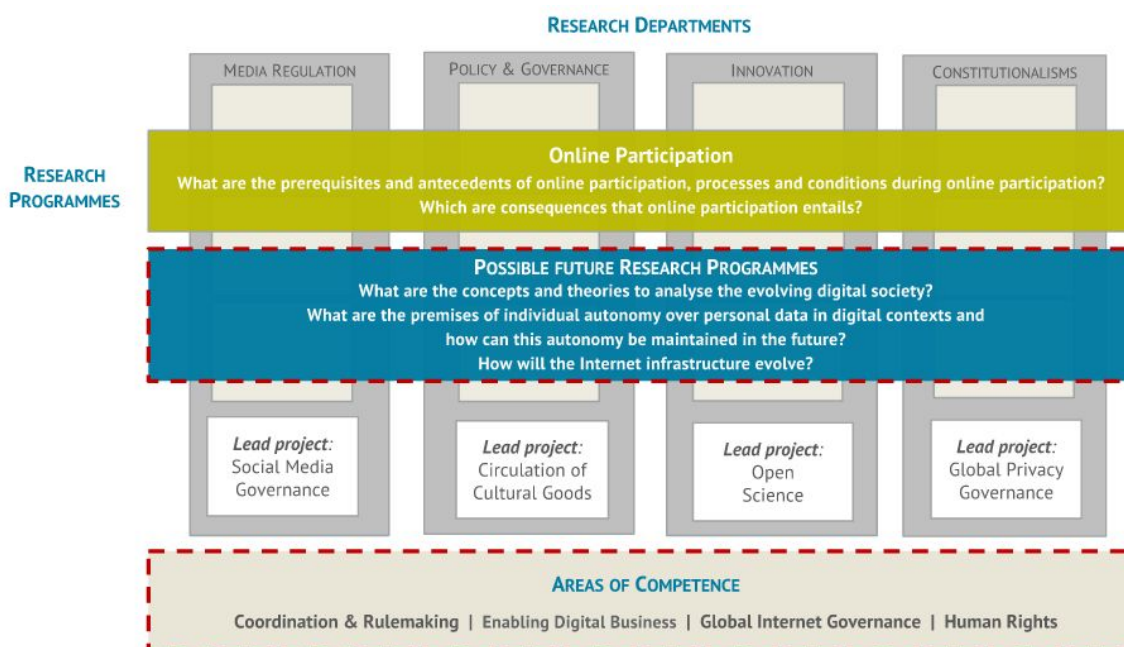 RESEARCH DEPARTMENTS
MEDIA REGULATION
POLICY & GOVERNANCE
INNOVATION
CONSTITUTIONALISMS
RESEARCH
PROGRAMMES
Online Participation
What are the prerequisites and antecedents of online participation, processes and conditions during online participation?
Which are consequences that online participation entails?
POSSIBLE FUTURE RESEARCH PROGRAMMES
What are the concepts and theories to analyse the evolving digital society?
What are the premises of individual autonomy over personal data in digital contexts and
how can this autonomy be maintained in the future?
How will the Internet infrastructure evolve?
Lead project:
Social Media
Governance
Lead project:
Circulation of
Cultural Goods
Lead project:
Open
Science
Lead project:
Global Privacy
Governance
AREAS OF COMPETENCE
Coordination & Rulemaking | Enabling Digital Business | Global Internet Governance | Human Rights